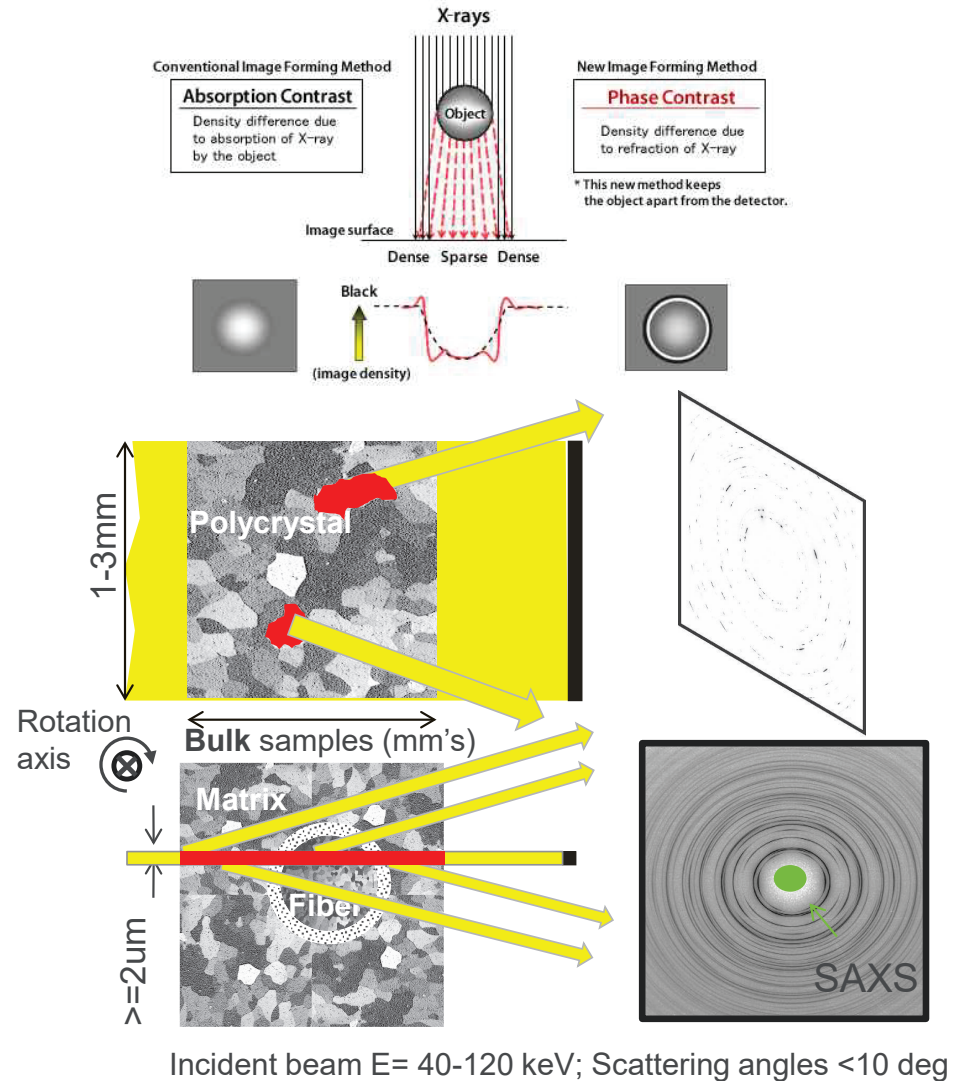 X-rays
Conventional Image Forming Method
Absorption Contrast
Density difference due
to absorption of X-ray
by the object
Object
New Image Forming Method
Phase Contrast
Density difference due
to refraction of X-ray
* This new method keeps
the object apart from the detector.
Image surface
Dense Sparse Dense
Black
(image density)
1-3mm
Polycrystal
Rotation
axis
Bulk samples (mm's)
Matrix
Fiber
>=2um
SAXS
Incident beam E= 40-120 keV; Scattering angles <10 deg